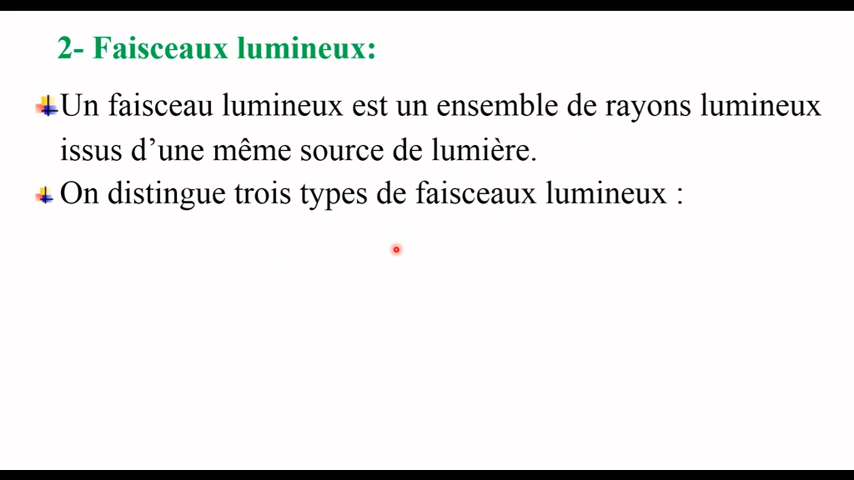 2- Faisceaux lumineux:
Un faisceau lumineux est un ensemble de rayons lumineux
issus d’une même source de lumière.
On distingue trois types de faisceaux lumineux :